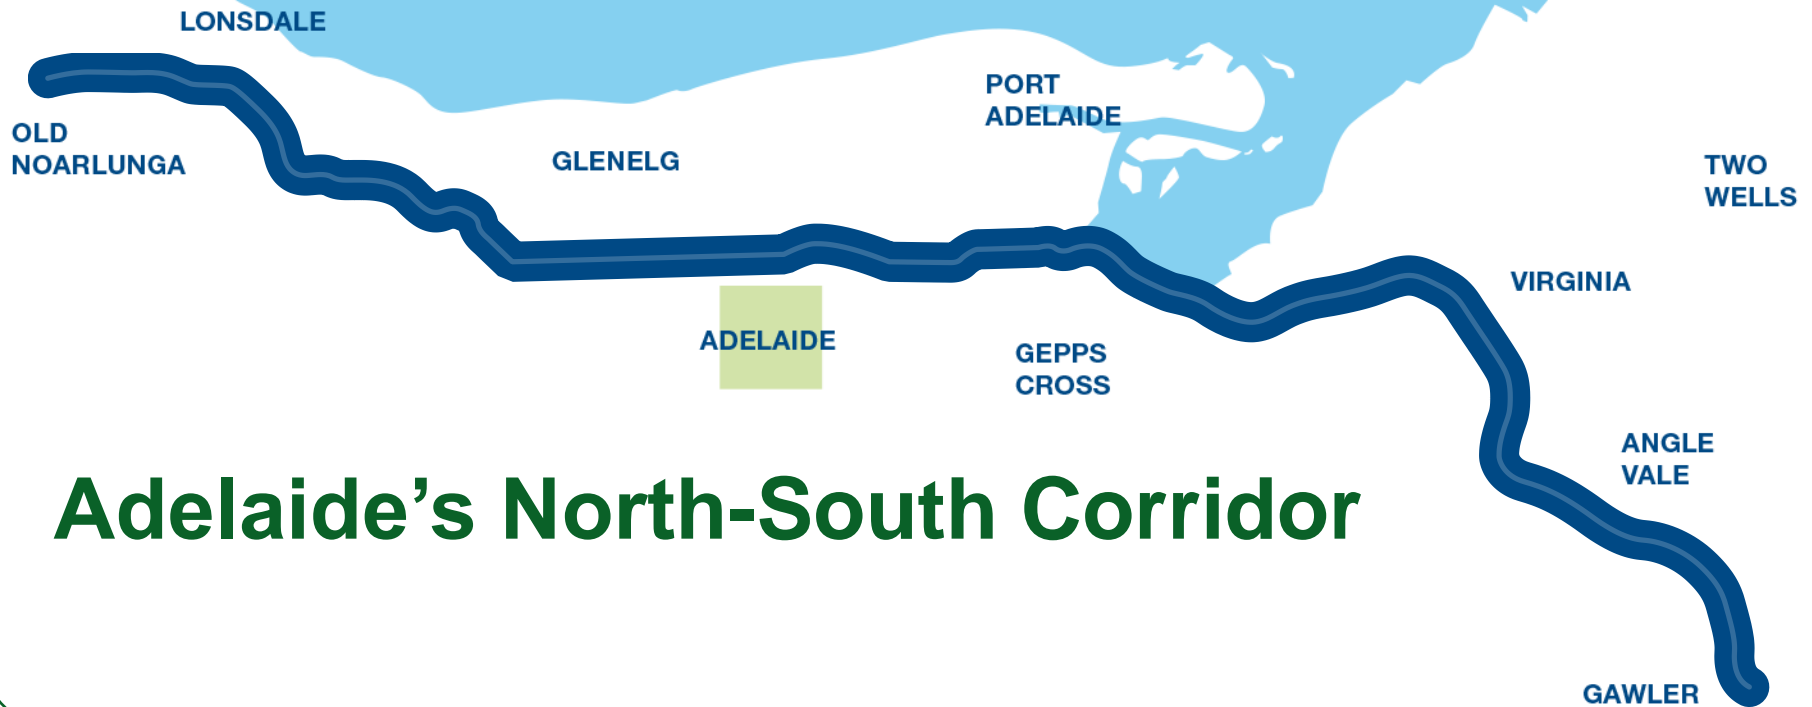 LONSDALE
PORT
ADELAIDE
OLD
NOARLUNGA
GLENELG
TWO
WELLS
VIRGINIA
ADELAIDE
GEPPS
CROSS
ANGLE
VALE
Adelaide’s North-South Corridor
GAWLER